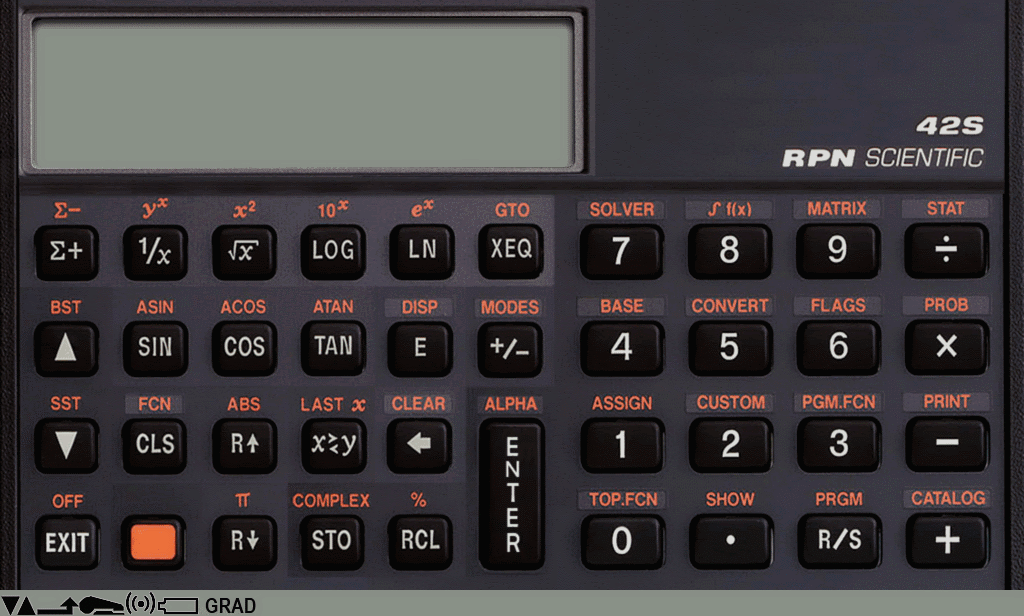 42S
RPN SCIENTIFIC
Σ− yˣ x² 10ˣ eˣ GTO SOLVER ∫ f(x) MATRIX STAT
Σ+ 1/x √x LOG LN XEQ 7 8 9 ÷
BST ASIN ACOS ATAN DISP MODES BASE CONVERT FLAGS PROB
▲ SIN COS TAN E +/− 4 5 6 ×
SST FCN ABS LAST x CLEAR ALPHA ASSIGN CUSTOM PGM.FCN PRINT
▼ CLS R↑ x≷y ← ENTER 1 2 3 −
OFF π COMPLEX % TOP.FCN SHOW PRGM CATALOG
EXIT R↓ STO RCL 0 . R/S +
▼▲ GRAD